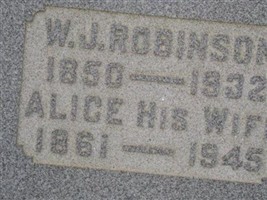 W.J. ROBINSON
1850 — 1932
ALICE HIS WIFE
1861 — 1945